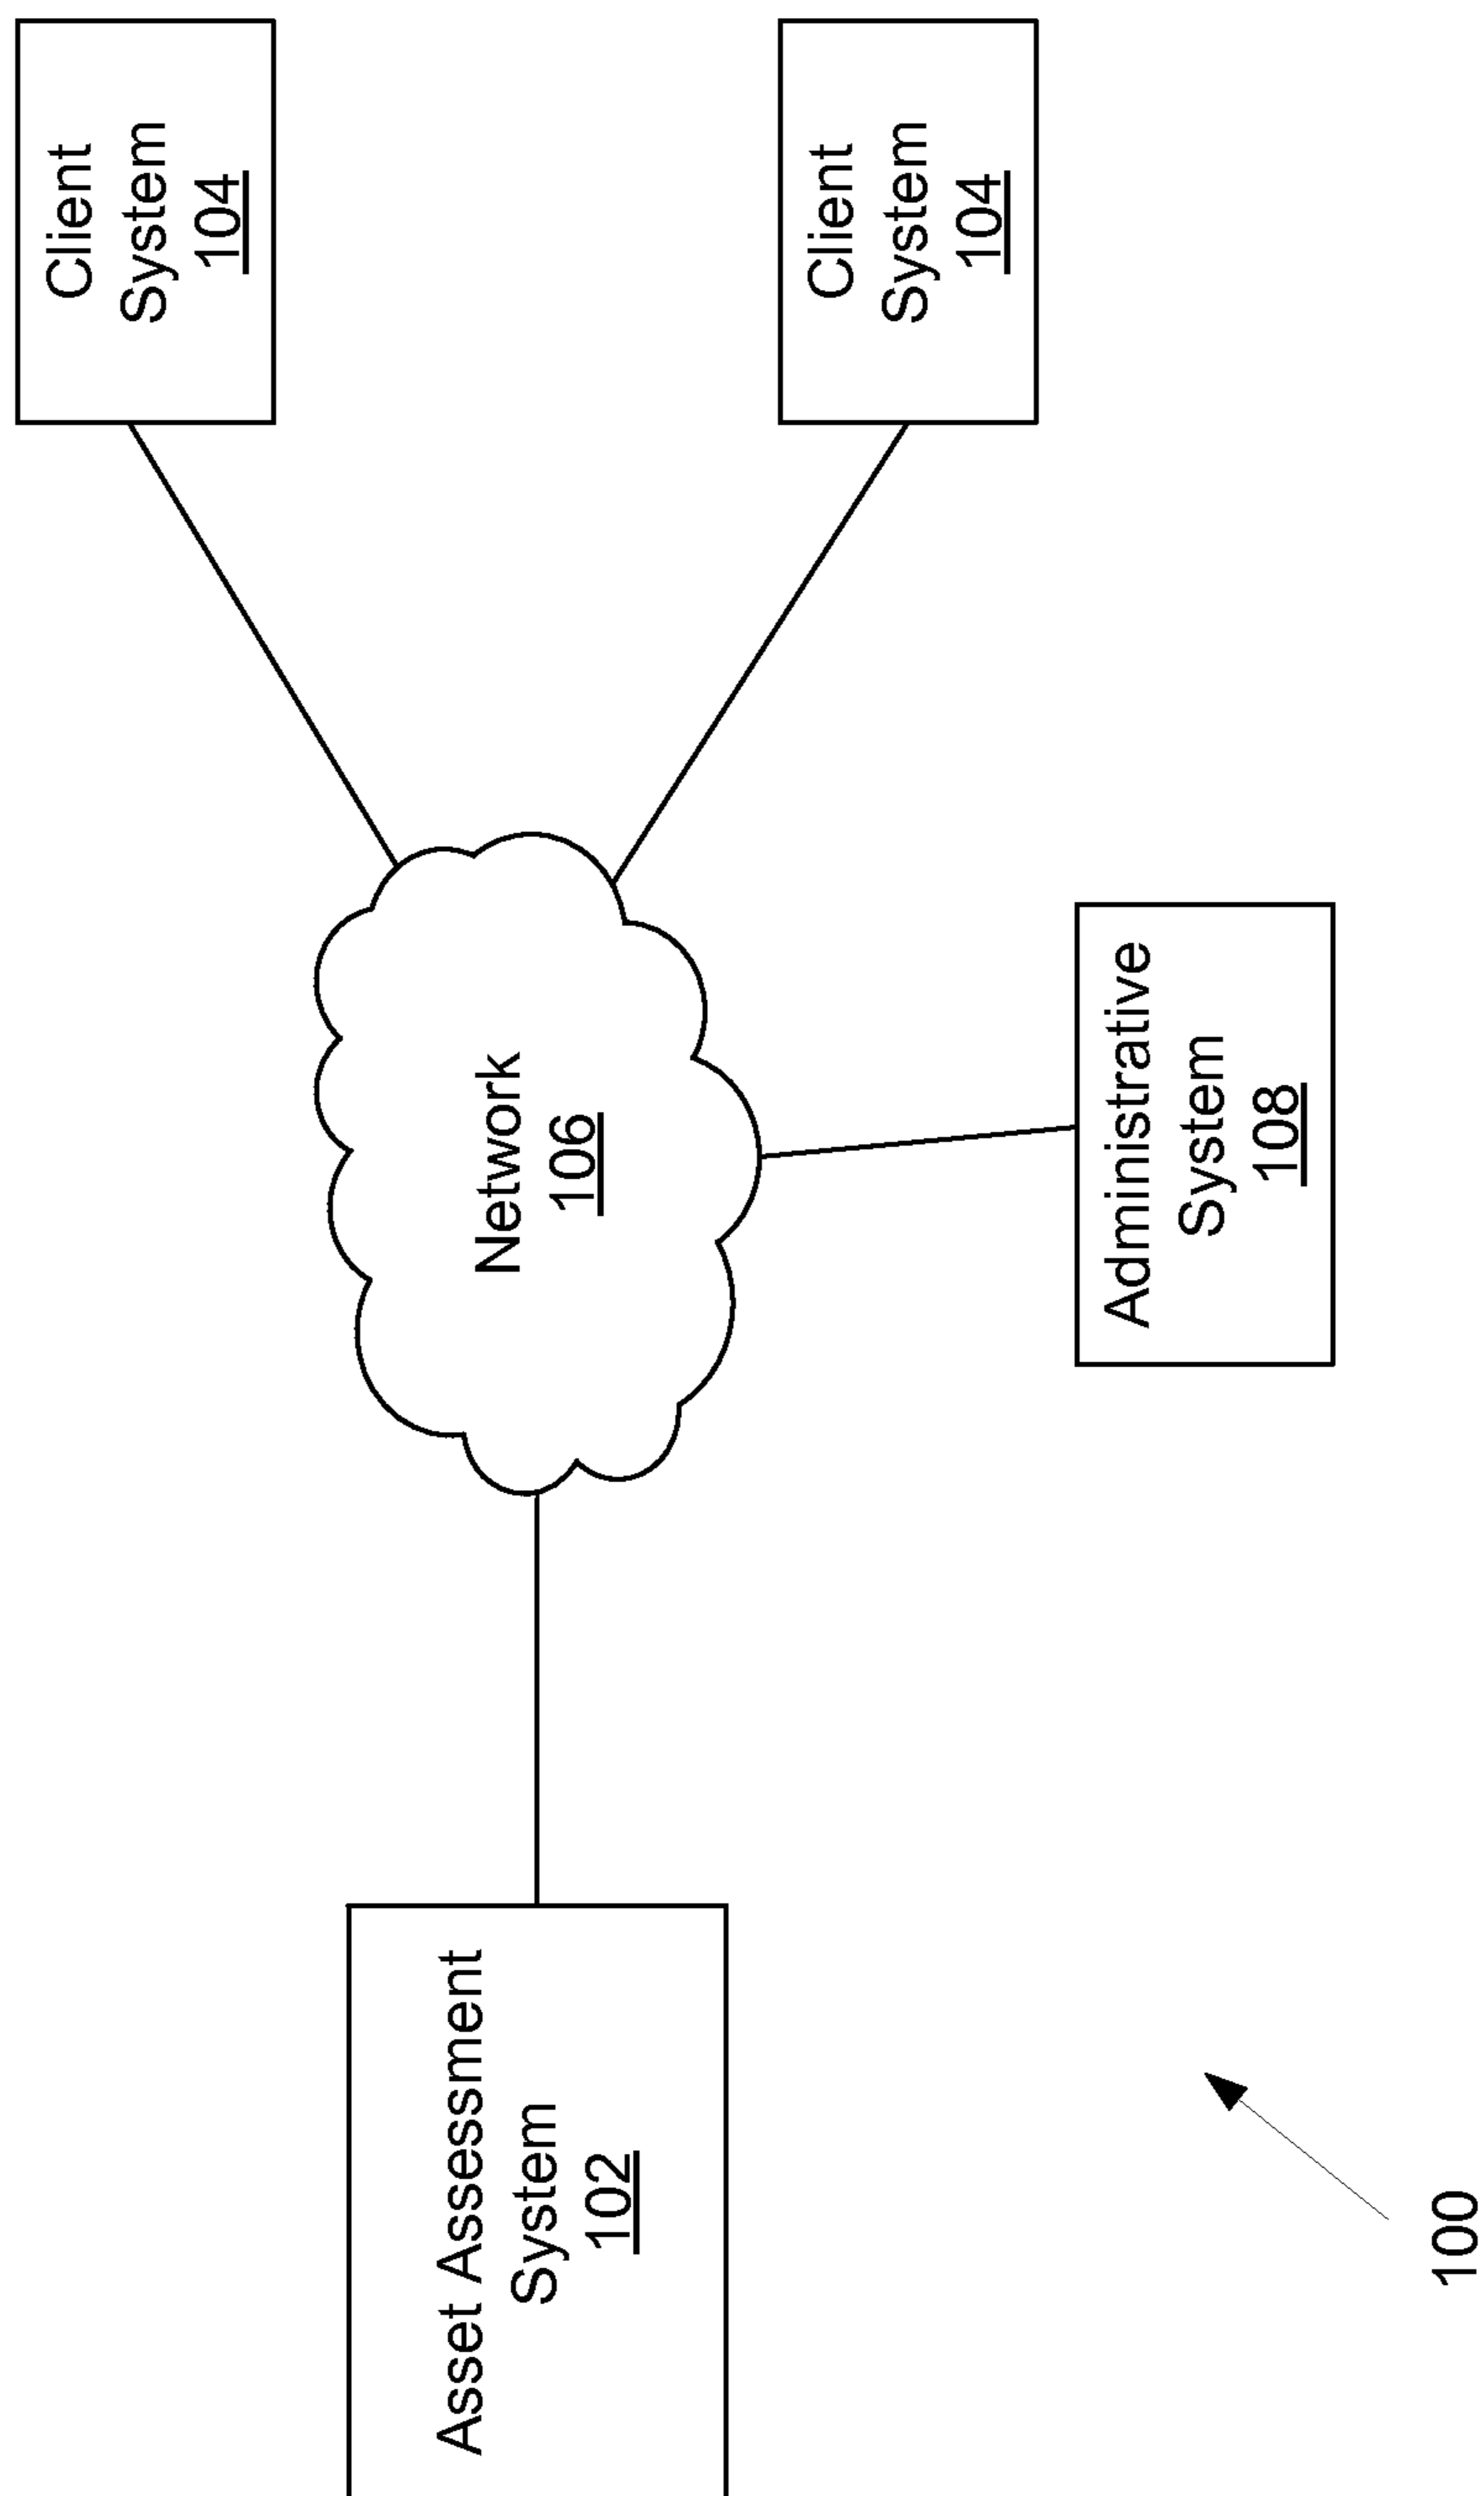 Asset Assessment
System
102
Network
106
Client
System
104
Client
System
104
Administrative
System
108
100